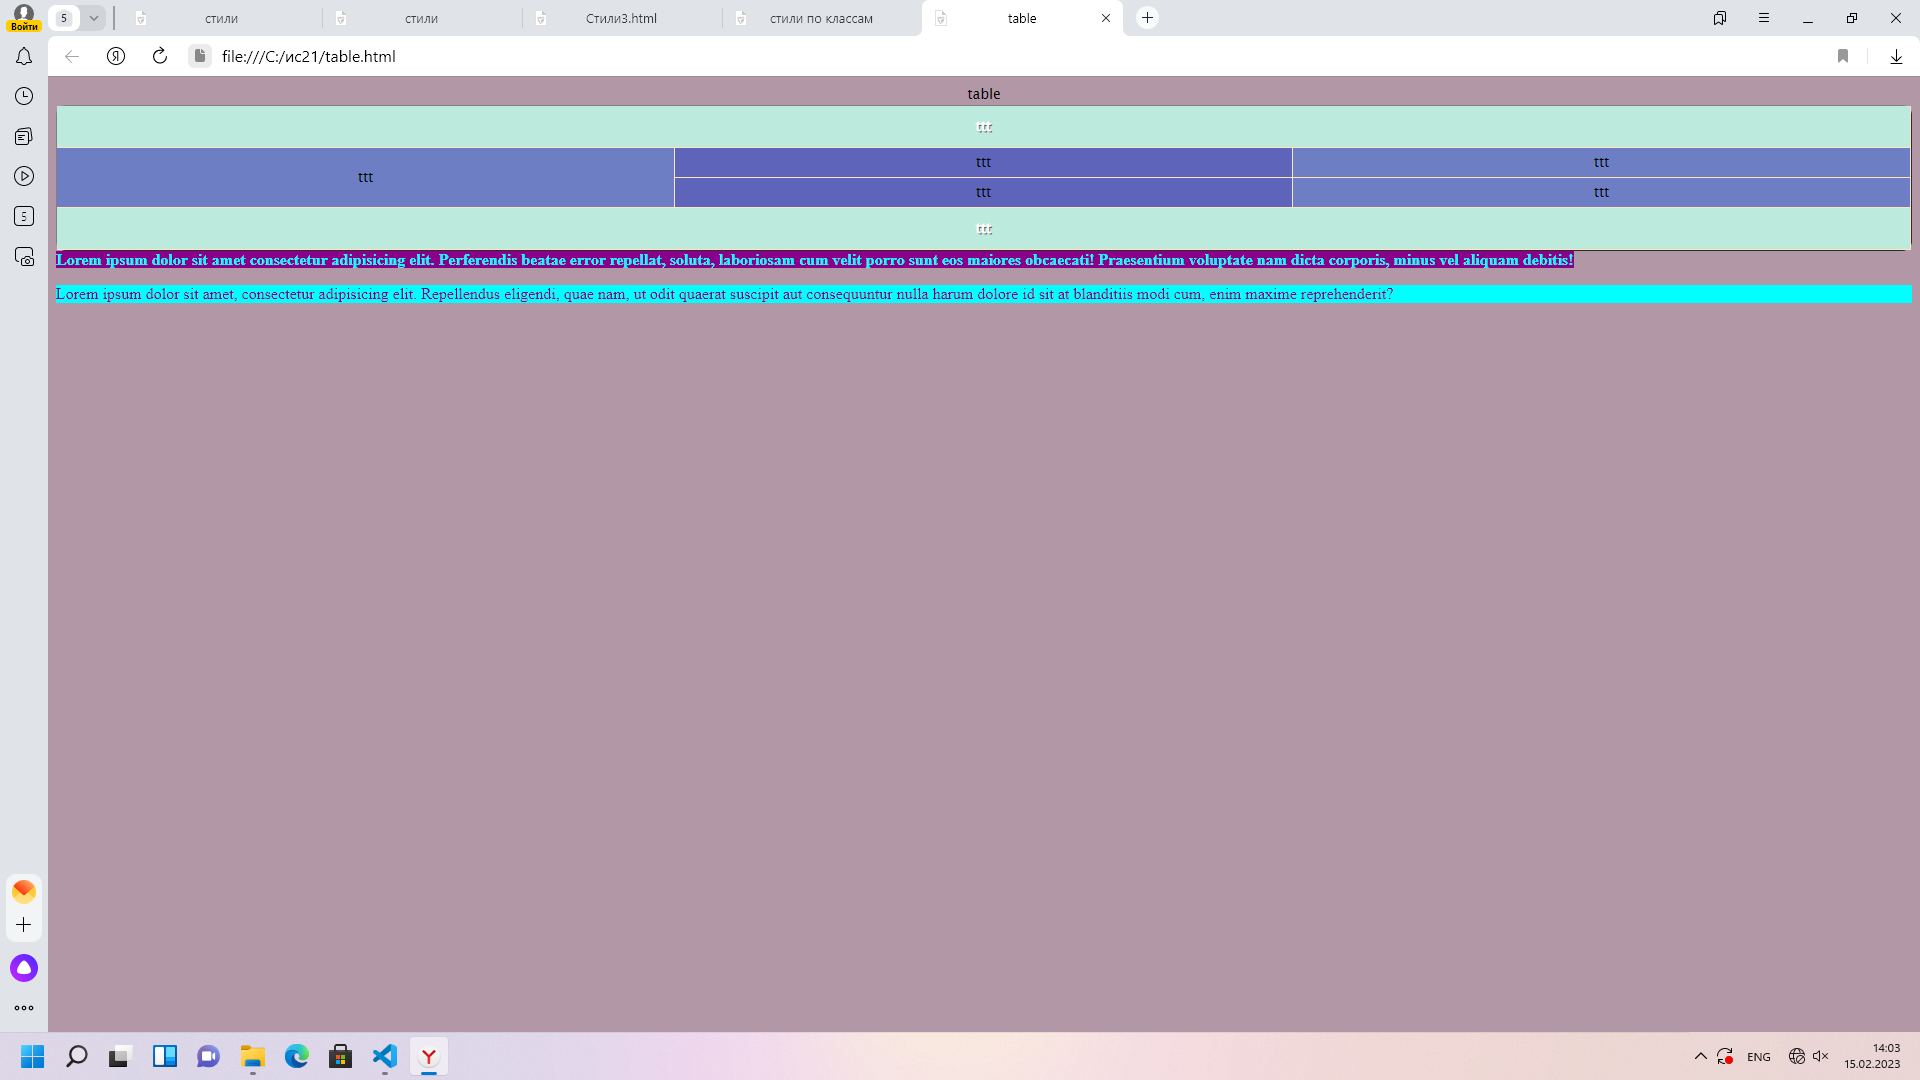 5
стили
стили
Стили3.html
стили по классам
table
Войти
Я
file:///C:/ис21/table.html
table
ttt
ttt
ttt
ttt
ttt
ttt
ttt
Lorem ipsum dolor sit amet consectetur adipisicing elit. Perferendis beatae error repellat, soluta, laboriosam cum velit porro sunt eos maiores obcaecati! Praesentium voluptate nam dicta corporis, minus vel aliquam debitis!
Lorem ipsum dolor sit amet, consectetur adipisicing elit. Repellendus eligendi, quae nam, ut odit quaerat suscipit aut consequuntur nulla harum dolore id sit at blanditiis modi cum, enim maxime reprehenderit?
5
Y
ENG
14:03
15.02.2023